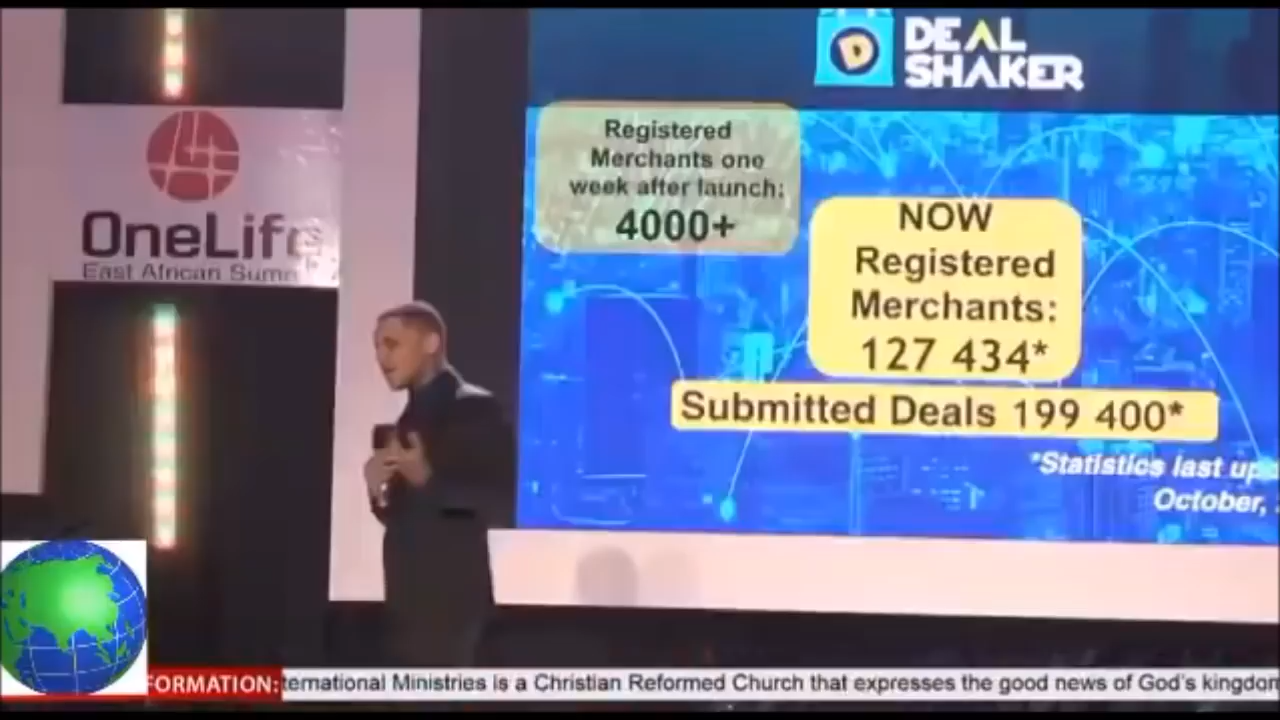 DEAL
SHAKER
Registered
Merchants one
week after launch:
4000+
NOW
Registered
Merchants:
127 434*
Submitted Deals 199 400*
*Statistics last
October,
OneLife
East African
FORMATION:
ternational Ministries is a Christian Reformed Church that expresses the good news of God's kingdom